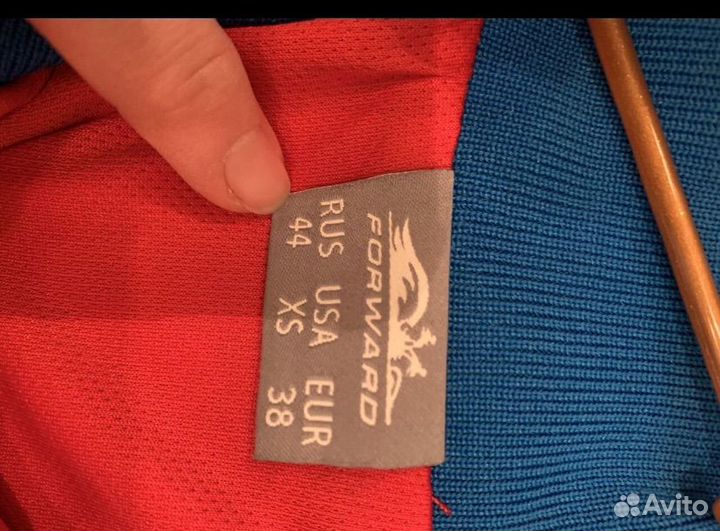 FORWARD
RUS USA EUR
44 XS 38
Avito